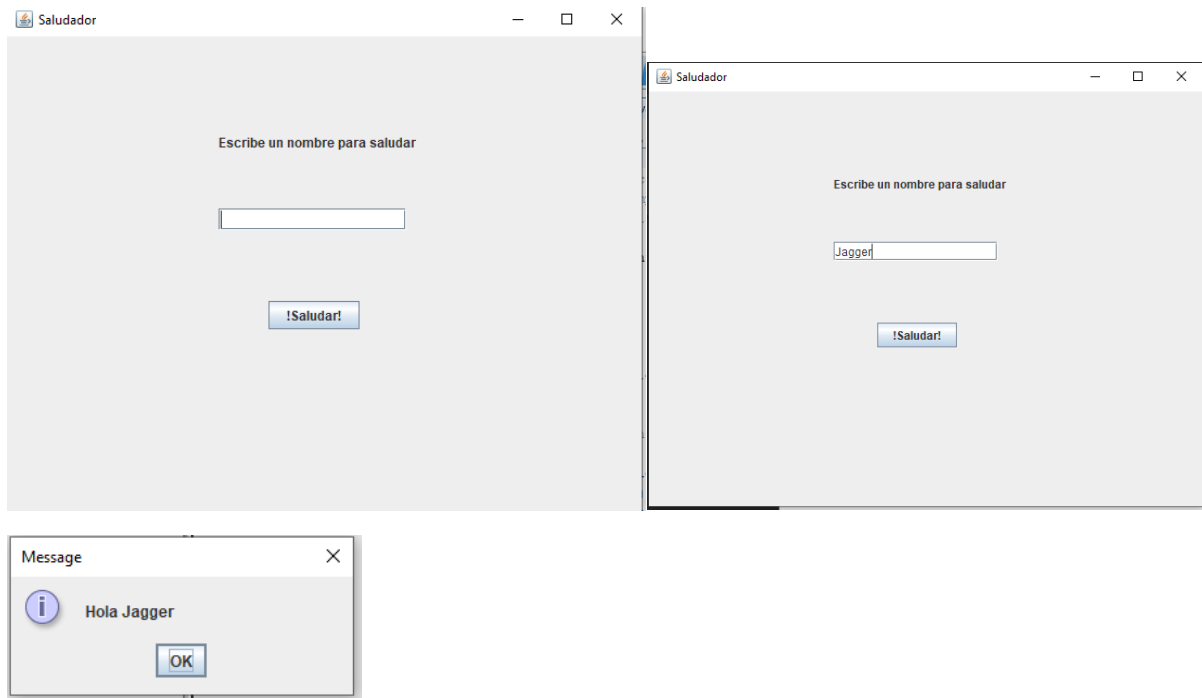 Saludador
Escribe un nombre para saludar
!Saludar!
Saludador
Escribe un nombre para saludar
Jagger
!Saludar!
Message
Hola Jagger
OK